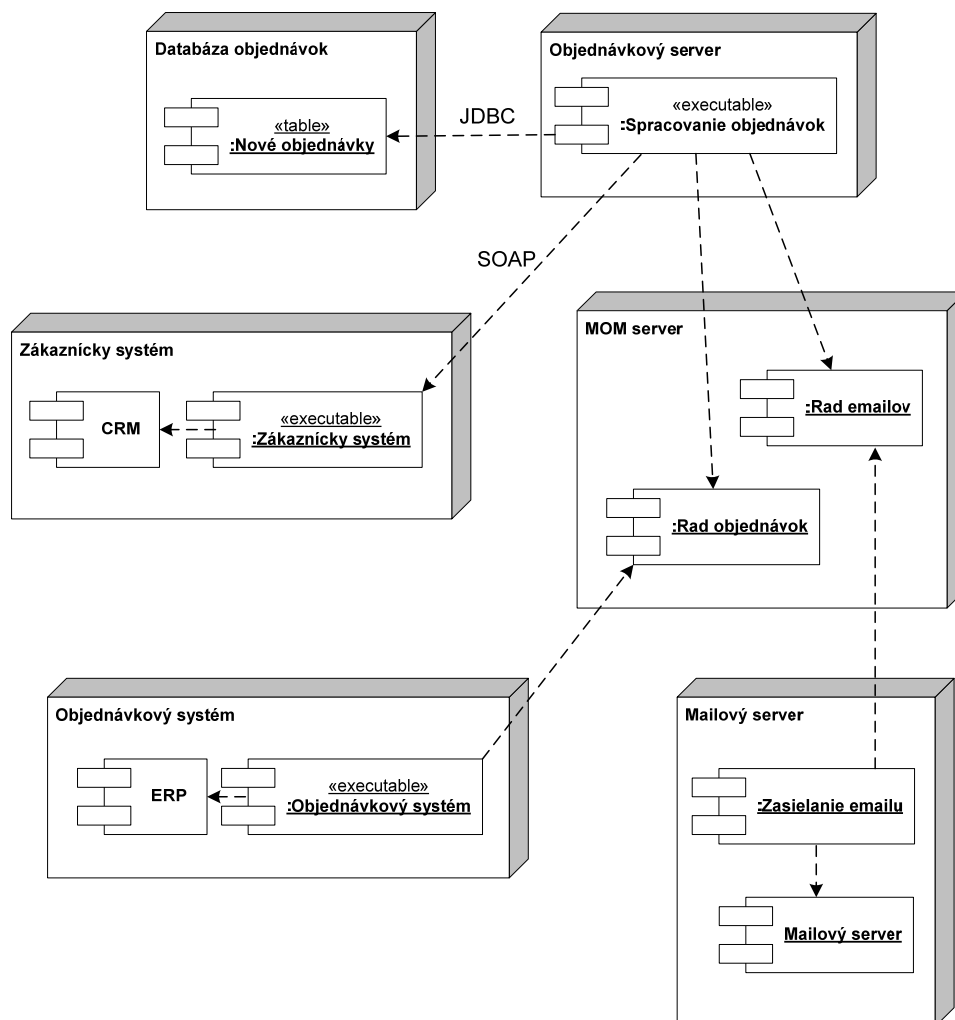 Databáza objednávok
«table»
:Nové objednávky
JDBC
Objednávkový server
«executable»
:Spracovanie objednávok
SOAP
Zákaznícky systém
CRM
«executable»
:Zákaznícky systém
MOM server
:Rad emailov
:Rad objednávok
Objednávkový systém
ERP
«executable»
:Objednávkový systém
Mailový server
:Zasielanie emailu
Mailový server